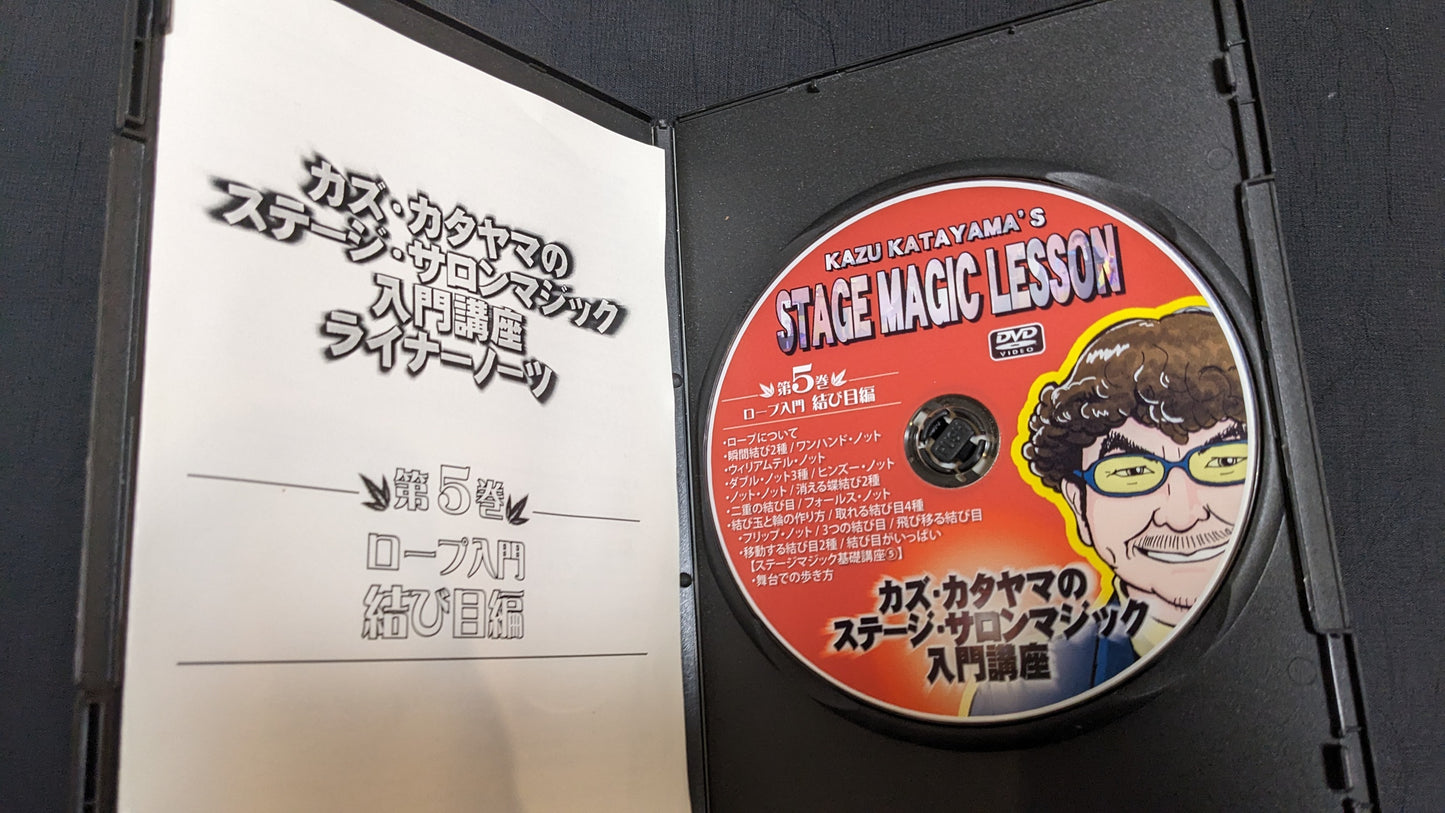 カズ・カタヤマの
ステージ・サロンマジック
入門講座
ライナーノーツ
第5巻
ロープ入門
結び目編
KAZU KATAYAMA'S
STAGE MAGIC LESSON
DVD
VIDEO
第5巻
ロープ入門 結び目編
・ロープについて
・瞬間結び2種 / ワンハンド・ノット
・ウィリアムテル・ノット
・ダブル・ノット3種 / ヒンズー・ノット
・ノット・ノット / 消える蝶結び2種
・二重の結び目 / フォールス・ノット
・結び玉と輪の作り方 / 取れる結び目4種
・フリップ・ノット / 3つの結び目 / 飛び移る結び目
・移動する結び目2種 / 結び目がいっぱい
【ステージマジック基礎講座⑤】
・舞台での歩き方
カズ・カタヤマの
ステージ・サロンマジック
入門講座